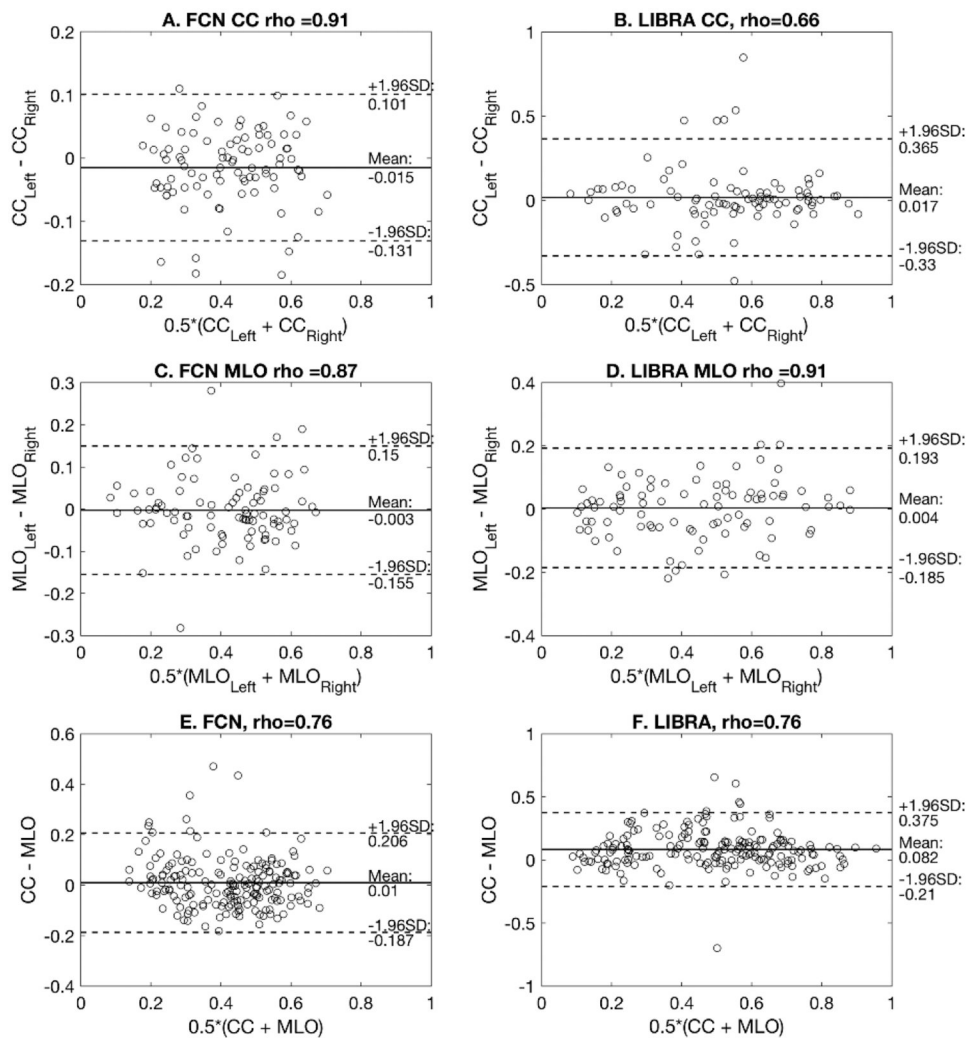 A. FCN CC rho =0.91
0.2
0.1
0
-0.1
-0.2
CC_Left - CC_Right
+1.96SD:
0.101
Mean:
-0.015
-1.96SD:
-0.131
0 0.2 0.4 0.6 0.8 1
0.5*(CC_Left + CC_Right)
B. LIBRA CC, rho=0.66
1
0.5
0
-0.5
CC_Left - CC_Right
+1.96SD:
0.365
Mean:
0.017
-1.96SD:
-0.33
0 0.2 0.4 0.6 0.8 1
0.5*(CC_Left + CC_Right)
C. FCN MLO rho =0.87
0.3
0.2
0.1
0
-0.1
-0.2
-0.3
MLO_Left - MLO_Right
+1.96SD:
0.15
Mean:
-0.003
-1.96SD:
-0.155
0 0.2 0.4 0.6 0.8 1
0.5*(MLO_Left + MLO_Right)
D. LIBRA MLO rho =0.91
0.4
0.2
0
-0.2
-0.4
MLO_Left - MLO_Right
+1.96SD:
0.193
Mean:
0.004
-1.96SD:
-0.185
0 0.2 0.4 0.6 0.8 1
0.5*(MLO_Left + MLO_Right)
E. FCN, rho=0.76
0.6
0.4
0.2
0
-0.2
-0.4
CC - MLO
+1.96SD:
0.206
Mean:
0.01
-1.96SD:
-0.187
0 0.2 0.4 0.6 0.8 1
0.5*(CC + MLO)
F. LIBRA, rho=0.76
1
0.5
0
-0.5
-1
CC - MLO
+1.96SD:
0.375
Mean:
0.082
-1.96SD:
-0.21
0 0.2 0.4 0.6 0.8 1
0.5*(CC + MLO)